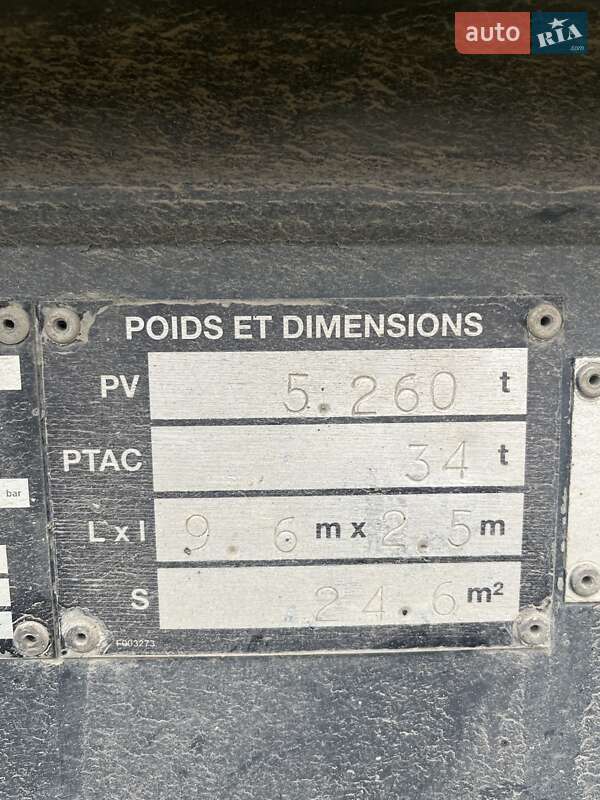 auto RIA.com
POIDS ET DIMENSIONS
PV 5.260 t
PTAC 34 t
bar
L x l 9.6 m x 2.5 m
S 24.6 m²
F003273